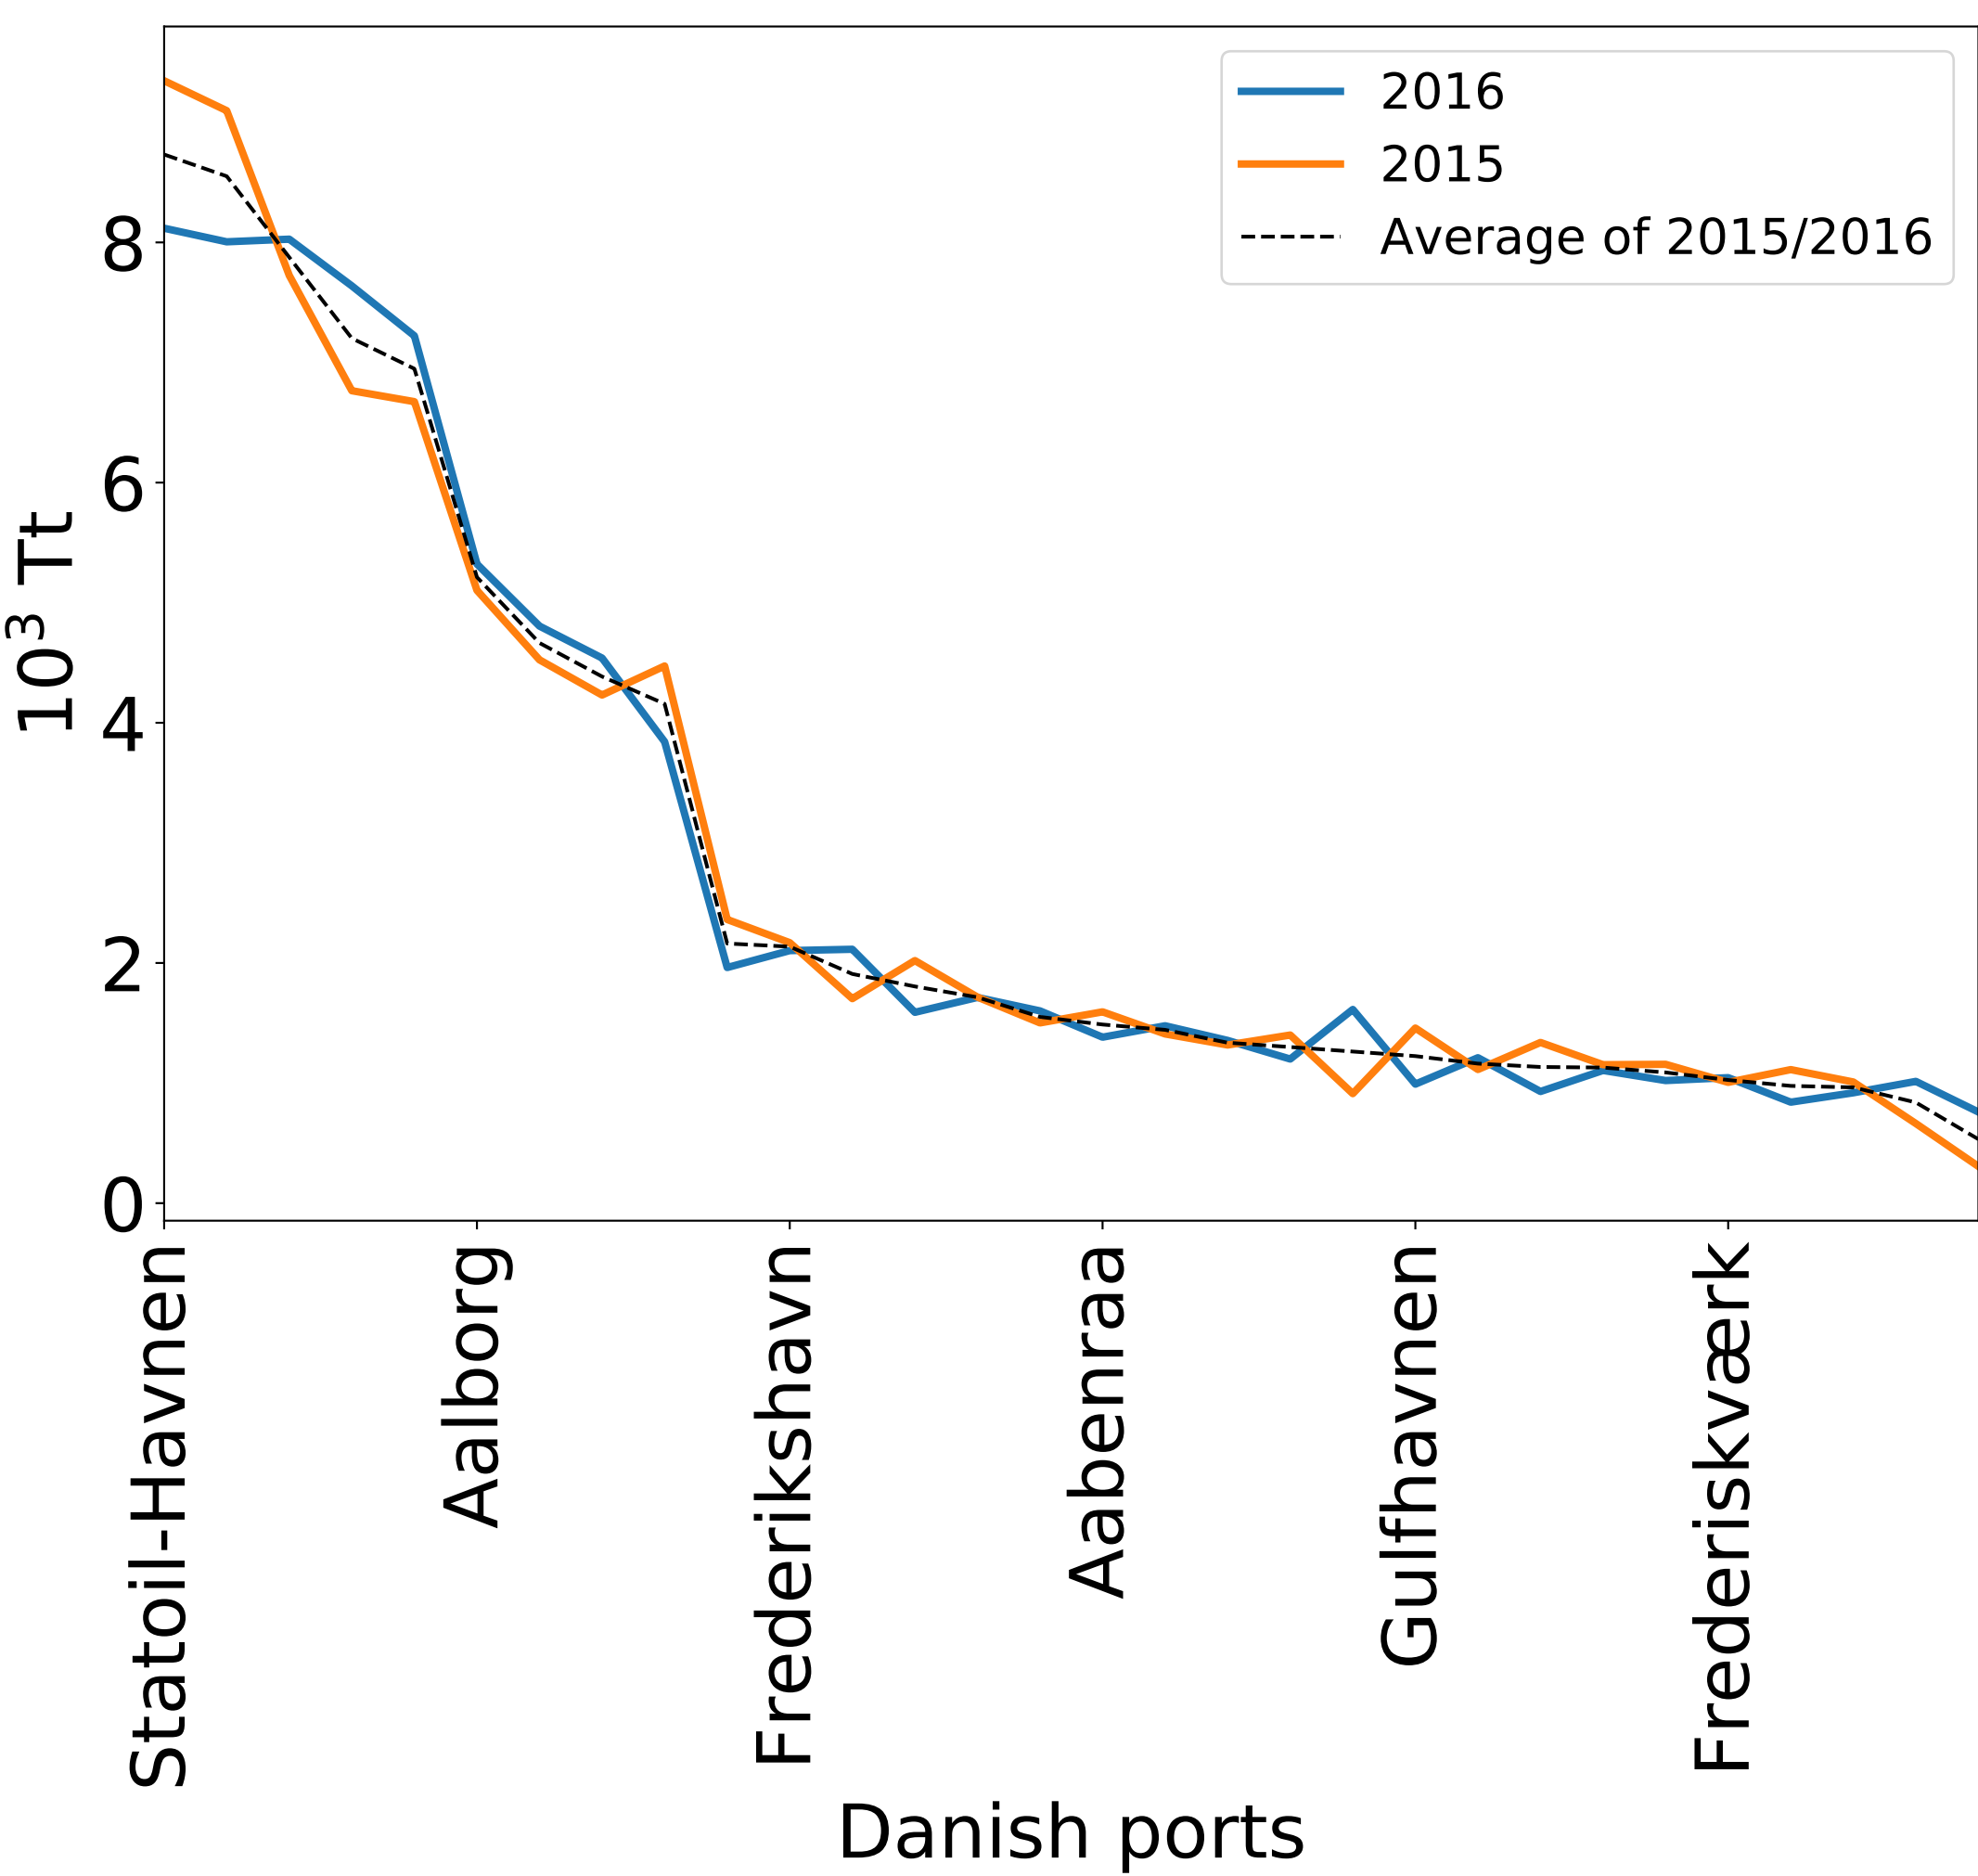 2016
2015
Average of 2015/2016
8
6
4
2
0
10³ Tt
Statoil-Havnen
Aalborg
Frederikshavn
Aabenraa
Gulfhavnen
Frederiskværk
Danish ports